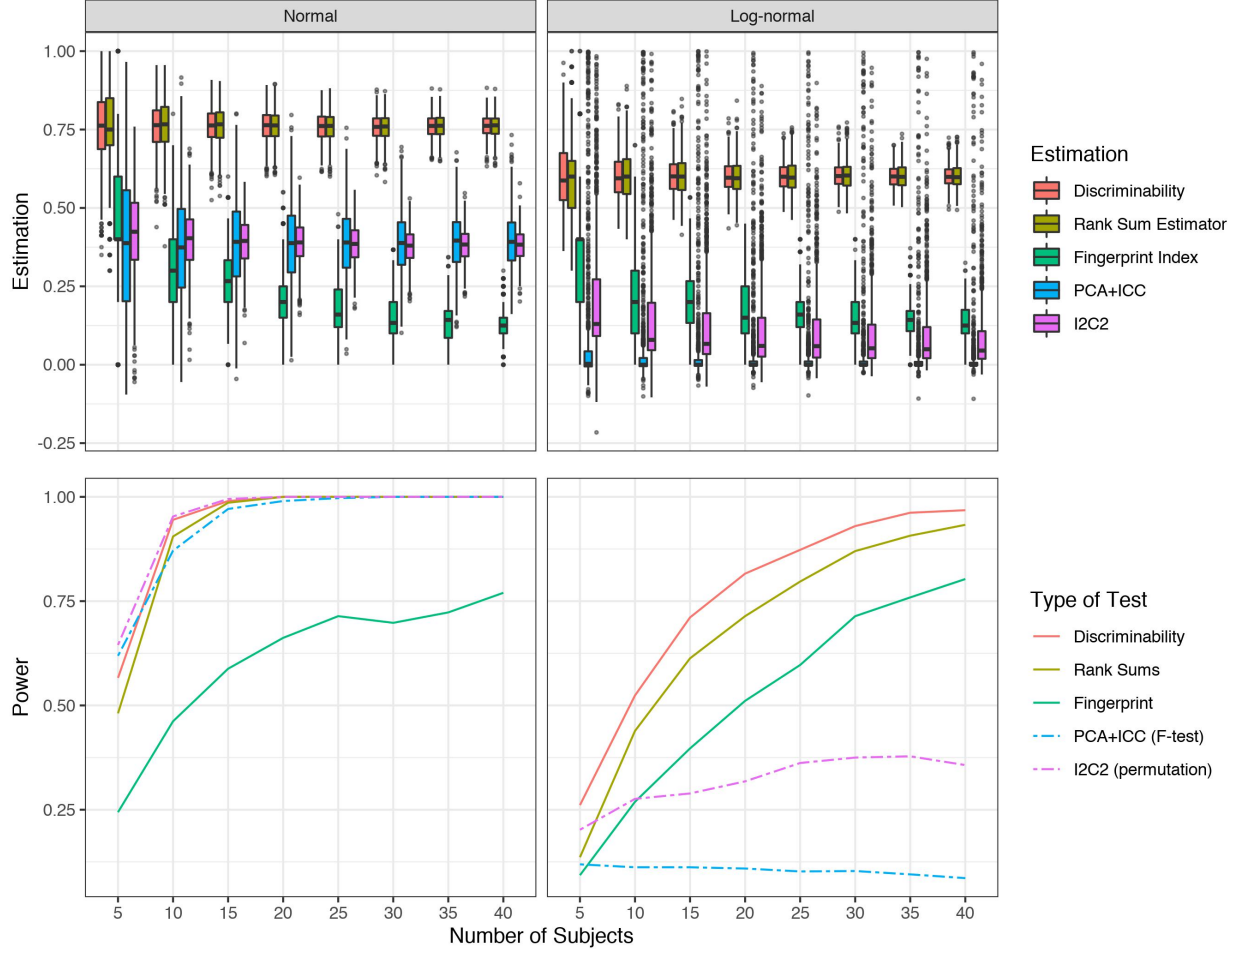 Normal
Log-normal
1.00
0.75
0.50
0.25
0.00
-0.25
Estimation
Estimation
Discriminability
Rank Sum Estimator
Fingerprint Index
PCA+ICC
I2C2
1.00
0.75
0.50
0.25
Power
5 10 15 20 25 30 35 40
5 10 15 20 25 30 35 40
Number of Subjects
Type of Test
Discriminability
Rank Sums
Fingerprint
PCA+ICC (F-test)
I2C2 (permutation)